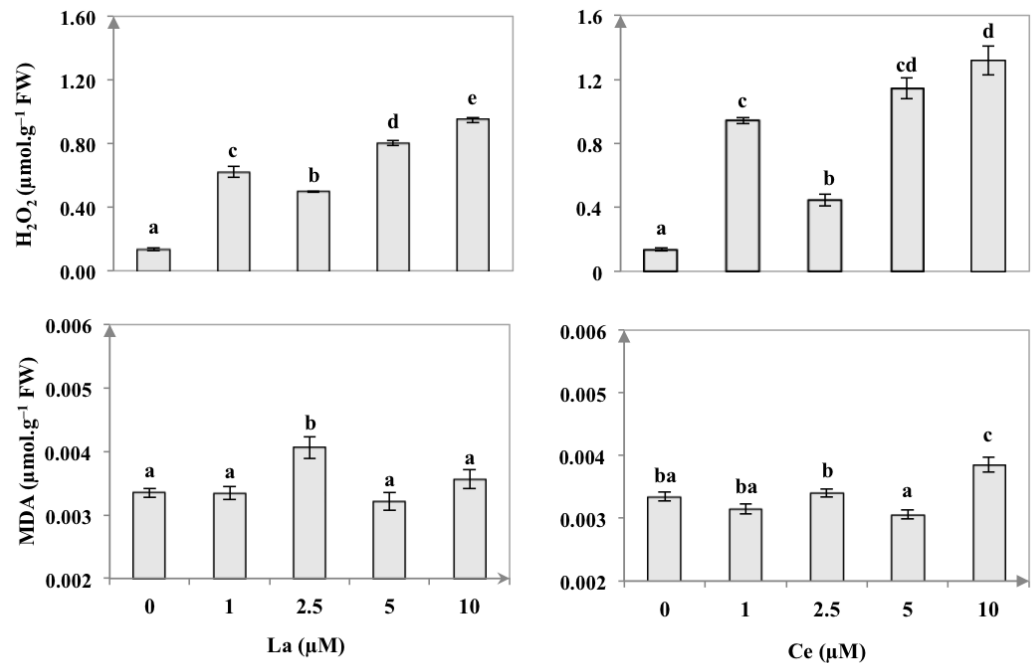 H₂O₂ (µmol.g⁻¹ FW)
1.60
1.20
0.80
0.40
0.00
a
c
b
d
e
1.6
1.2
0.8
0.4
0
a
c
b
cd
d
MDA (µmol.g⁻¹ FW)
0.006
0.005
0.004
0.003
0.002
a
a
b
a
a
0 1 2.5 5 10
La (µM)
0.006
0.005
0.004
0.003
0.002
ba
ba
b
a
c
0 1 2.5 5 10
Ce (µM)